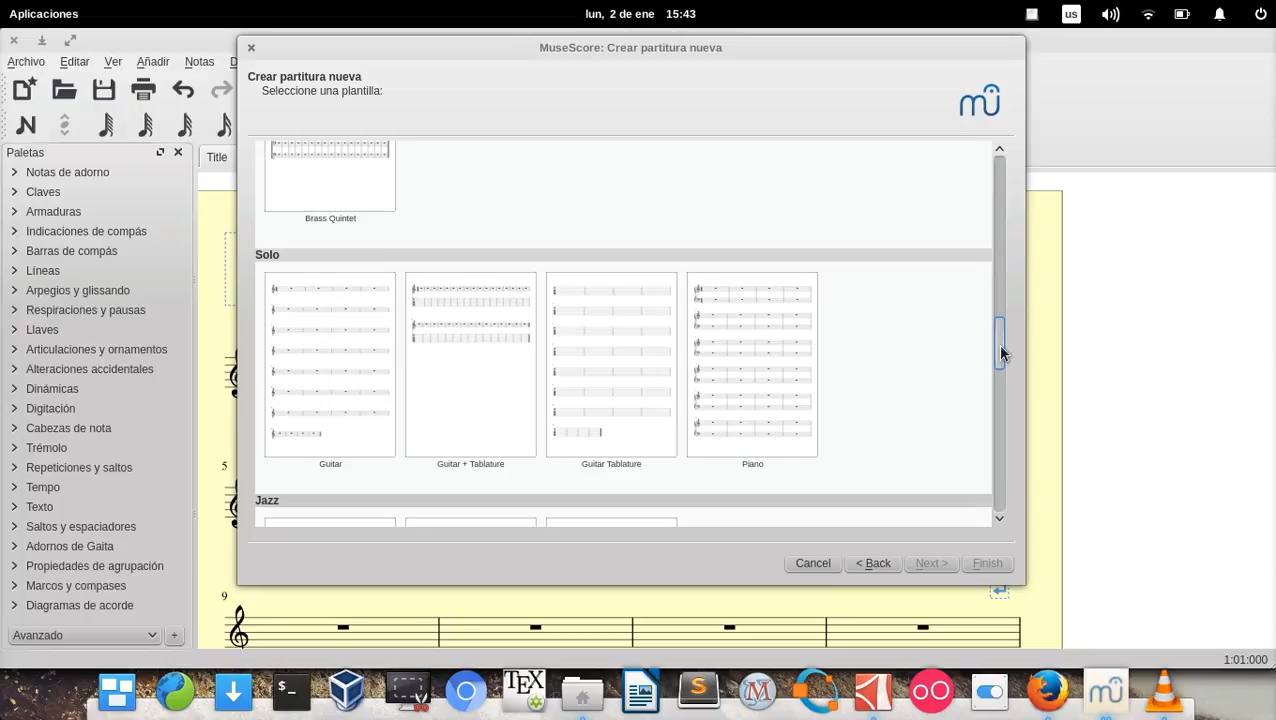 Aplicaciones
lun, 2 de ene 15:43
us
MuseScore: Crear partitura nueva
Archivo Editar Ver Añadir Notas
Crear partitura nueva
Seleccione una plantilla:
Paletas
Title
Notas de adorno
Claves
Armaduras
Indicaciones de compás
Barras de compás
Líneas
Arpegios y glissando
Respiraciones y pausas
Llaves
Articulaciones y ornamentos
Alteraciones accidentales
Dinámicas
Digitación
Cabezas de nota
Trémolo
Repeticiones y saltos
Tempo
Texto
Saltos y espaciadores
Adornos de Gaita
Propiedades de agrupación
Marcos y compases
Diagramas de acorde
Avanzado
+
Brass Quintet
Solo
Guitar
Guitar + Tablature
Guitar Tablature
Piano
Jazz
Cancel
< Back
Next >
Finish
5
9
1:01:000
TEX